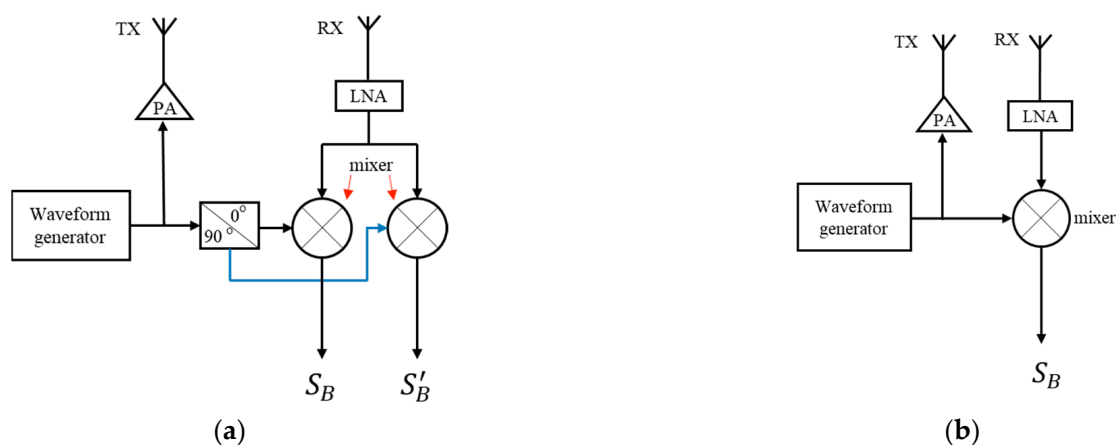 TX
RX
PA
LNA
mixer
Waveform
generator
0°
90°
S_B
S'_B
(a)
TX
RX
PA
LNA
Waveform
generator
mixer
S_B
(b)